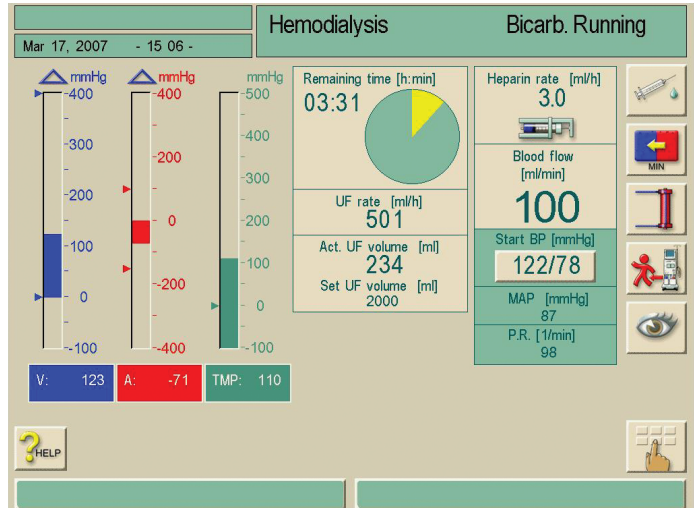 Hemodialysis
Bicarb. Running
Mar 17, 2007 - 15 06 -
mmHg
400
300
200
100
0
-100
mmHg
400
200
0
-200
-400
mmHg
500
400
300
200
100
0
-100
V: 123
A: -71
TMP: 110
Remaining time [h:min]
03:31
UF rate [ml/h]
501
Act. UF volume [ml]
234
Set UF volume [ml]
2000
Heparin rate [ml/h]
3.0
Blood flow
[ml/min]
100
Start BP [mmHg]
122/78
MAP [mmHg]
87
P.R. [1/min]
98
MIN
?HELP